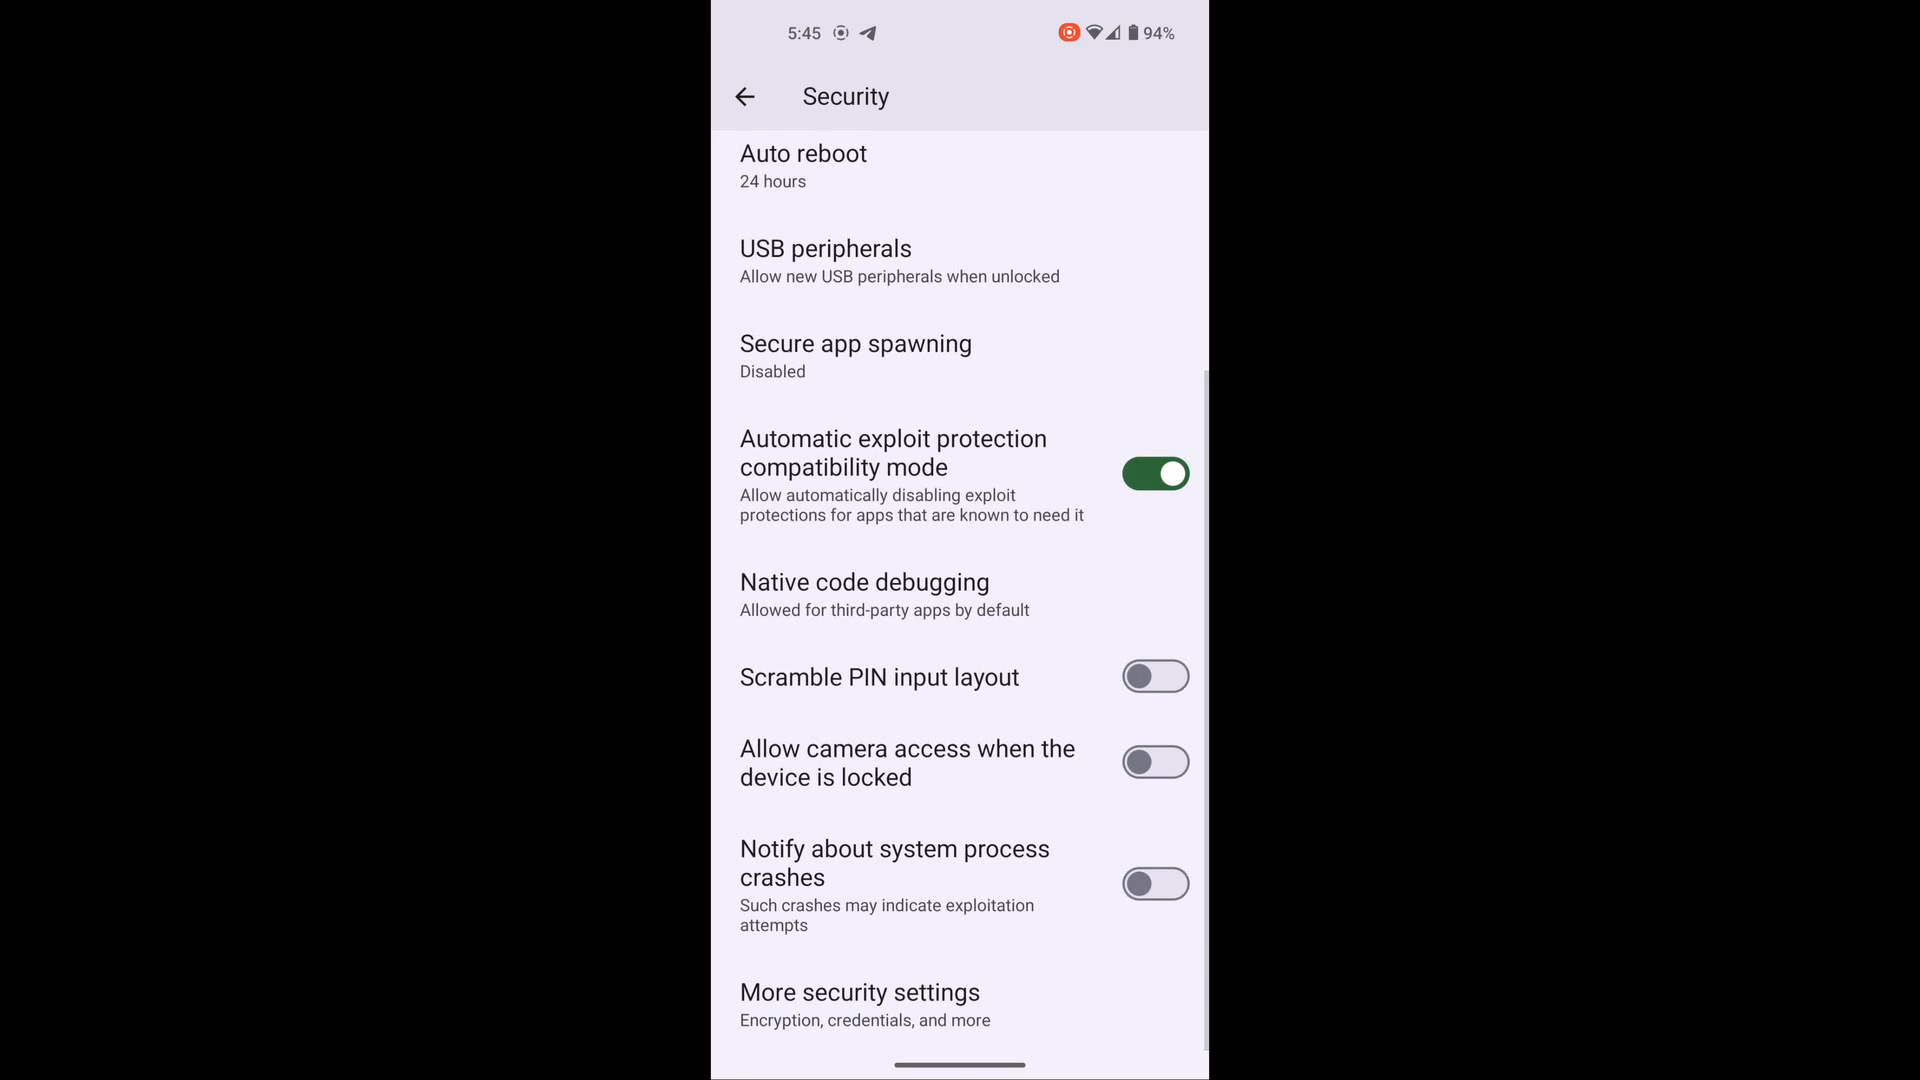 5:45 94%
Security
Auto reboot
24 hours
USB peripherals
Allow new USB peripherals when unlocked
Secure app spawning
Disabled
Automatic exploit protection
compatibility mode
Allow automatically disabling exploit
protections for apps that are known to need it
Native code debugging
Allowed for third-party apps by default
Scramble PIN input layout
Allow camera access when the
device is locked
Notify about system process
crashes
Such crashes may indicate exploitation
attempts
More security settings
Encryption, credentials, and more